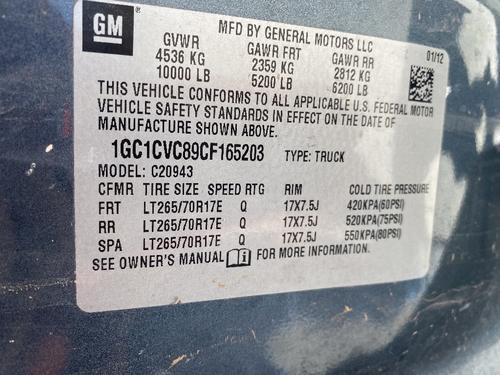 GM
MFD BY GENERAL MOTORS LLC
GVWR GAWR FRT GAWR RR 01/12
4536 KG 2359 KG 2812 KG
10000 LB 5200 LB 6200 LB
THIS VEHICLE CONFORMS TO ALL APPLICABLE U.S. FEDERAL MOTOR
VEHICLE SAFETY STANDARDS IN EFFECT ON THE DATE OF
MANUFACTURE SHOWN ABOVE.
1GC1CVC89CF165203 TYPE: TRUCK
MODEL: C20943
CFMR TIRE SIZE SPEED RTG RIM COLD TIRE PRESSURE
FRT LT265/70R17E Q 17X7.5J 420KPA(60PSI)
RR LT265/70R17E Q 17X7.5J 520KPA(75PSI)
SPA LT265/70R17E Q 17X7.5J 550KPA(80PSI)
SEE OWNER'S MANUAL i FOR MORE INFORMATION.